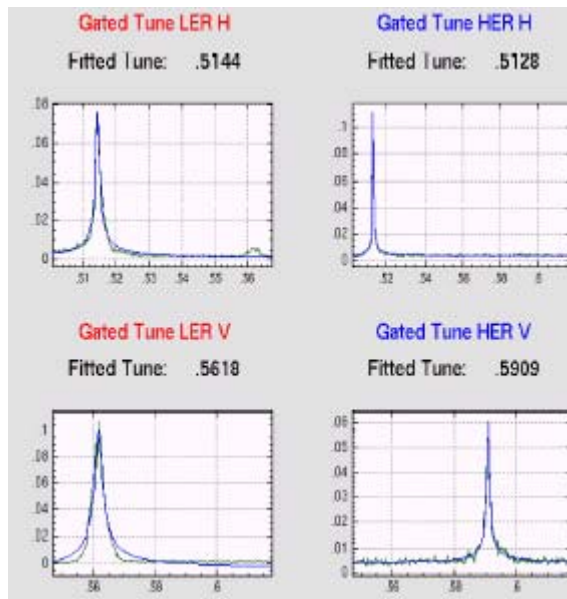 Gated Tune LER H
Fitted Tune: .5144
.08
.06
.04
.02
0
.51 .52 .53 .54 .55 .56
Gated Tune HER H
Fitted Tune: .5128
.1
.08
.06
.04
.02
0
.52 .54 .56 .58 .6
Gated Tune LER V
Fitted Tune: .5618
.1
.08
.06
.04
.02
0
.56 .58 .6
Gated Tune HER V
Fitted Tune: .5909
.06
.05
.04
.03
.02
.01
0
.56 .58 .6